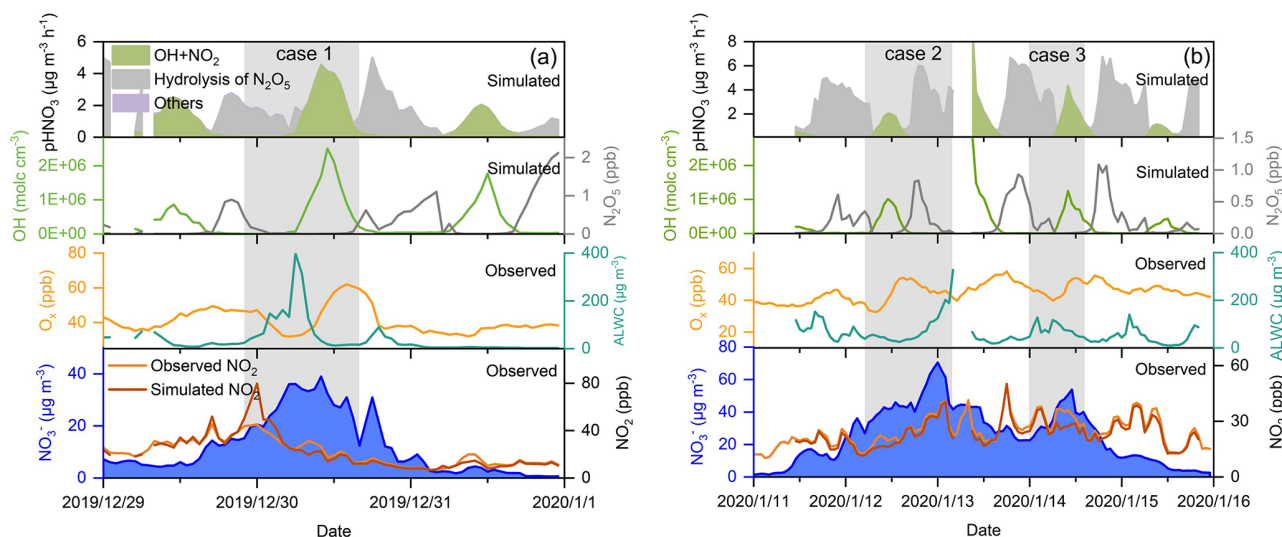 pHNO₃ (μg m⁻³ h⁻¹)
6
4
2
0
OH+NO₂
Hydrolysis of N₂O₅
Others
case 1
(a)
Simulated
OH (molc cm⁻³)
2E+06
1E+06
0E+00
Simulated
2
1
0
N₂O₅ (ppb)
Oₓ (ppb)
80
60
40
Observed
400
200
0
ALWC (μg m⁻³)
NO₃⁻ (μg m⁻³)
40
20
0
Observed NO₂
Simulated NO₂
Observed
80
40
0
NO₂ (ppb)
2019/12/29
2019/12/30
2019/12/31
2020/1/1
Date
pHNO₃ (μg m⁻³ h⁻¹)
8
6
4
2
case 2
case 3
(b)
Simulated
OH (molc cm⁻³)
2E+06
1E+06
0E+00
Simulated
1.5
1.0
0.5
0.0
N₂O₅ (ppb)
Oₓ (ppb)
60
40
20
Observed
400
200
0
ALWC (μg m⁻³)
NO₃⁻ (μg m⁻³)
80
60
40
20
0
Observed
60
30
0
NO₂ (ppb)
2020/1/11
2020/1/12
2020/1/13
2020/1/14
2020/1/15
2020/1/16
Date